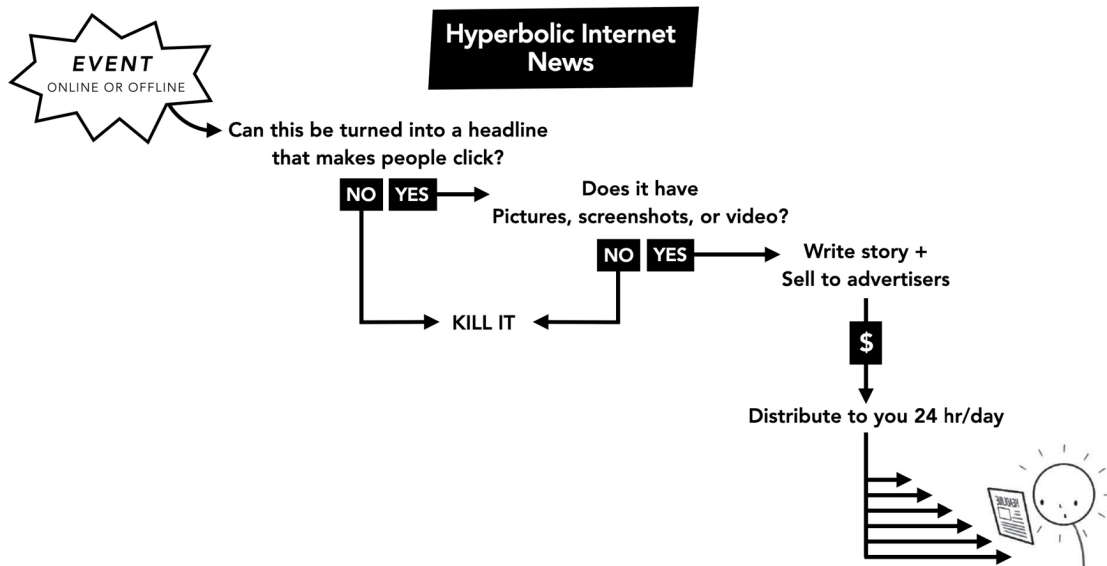 Hyperbolic Internet
News
EVENT
ONLINE OR OFFLINE
Can this be turned into a headline
that makes people click?
NO YES
Does it have
Pictures, screenshots, or video?
NO YES
Write story +
Sell to advertisers
KILL IT
$
Distribute to you 24 hr/day
HEADLINE